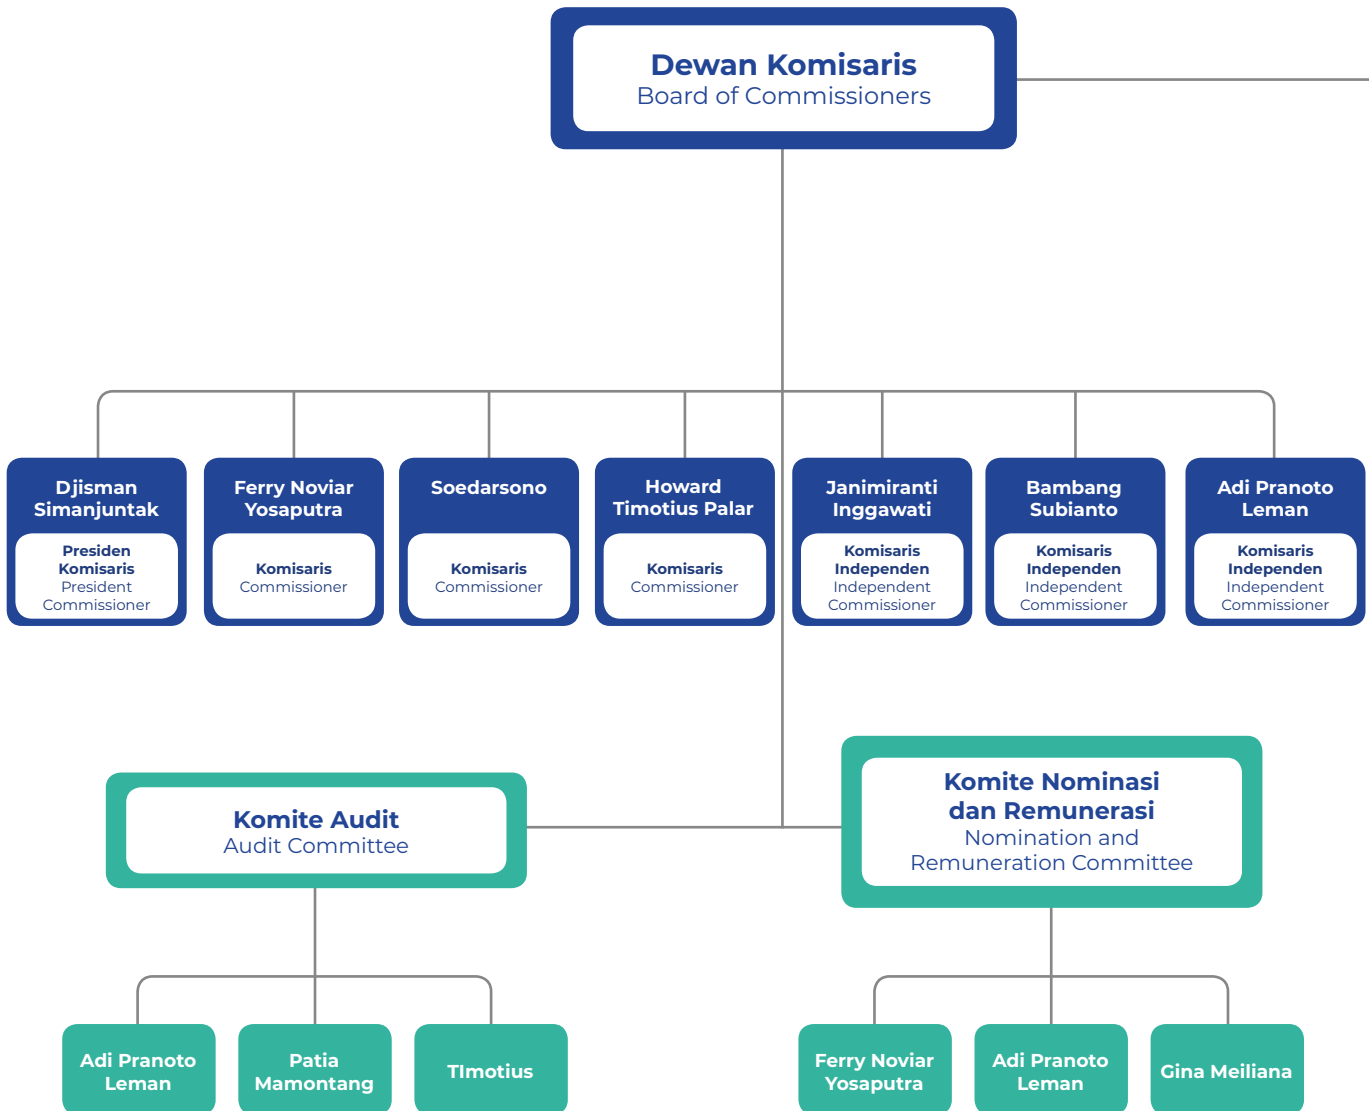 Dewan Komisaris
Board of Commissioners
Djisman
Simanjuntak
Presiden
Komisaris
President
Commissioner
Ferry Noviar
Yosaputra
Komisaris
Commissioner
Soedarsono
Komisaris
Commissioner
Howard
Timotius Palar
Komisaris
Commissioner
Janimiranti
Inggawati
Komisaris
Independen
Independent
Commissioner
Bambang
Subianto
Komisaris
Independen
Independent
Commissioner
Adi Pranoto
Leman
Komisaris
Independen
Independent
Commissioner
Komite Audit
Audit Committee
Komite Nominasi
dan Remunerasi
Nomination and
Remuneration Committee
Adi Pranoto
Leman
Patia
Mamontang
TImotius
Ferry Noviar
Yosaputra
Adi Pranoto
Leman
Gina Meiliana